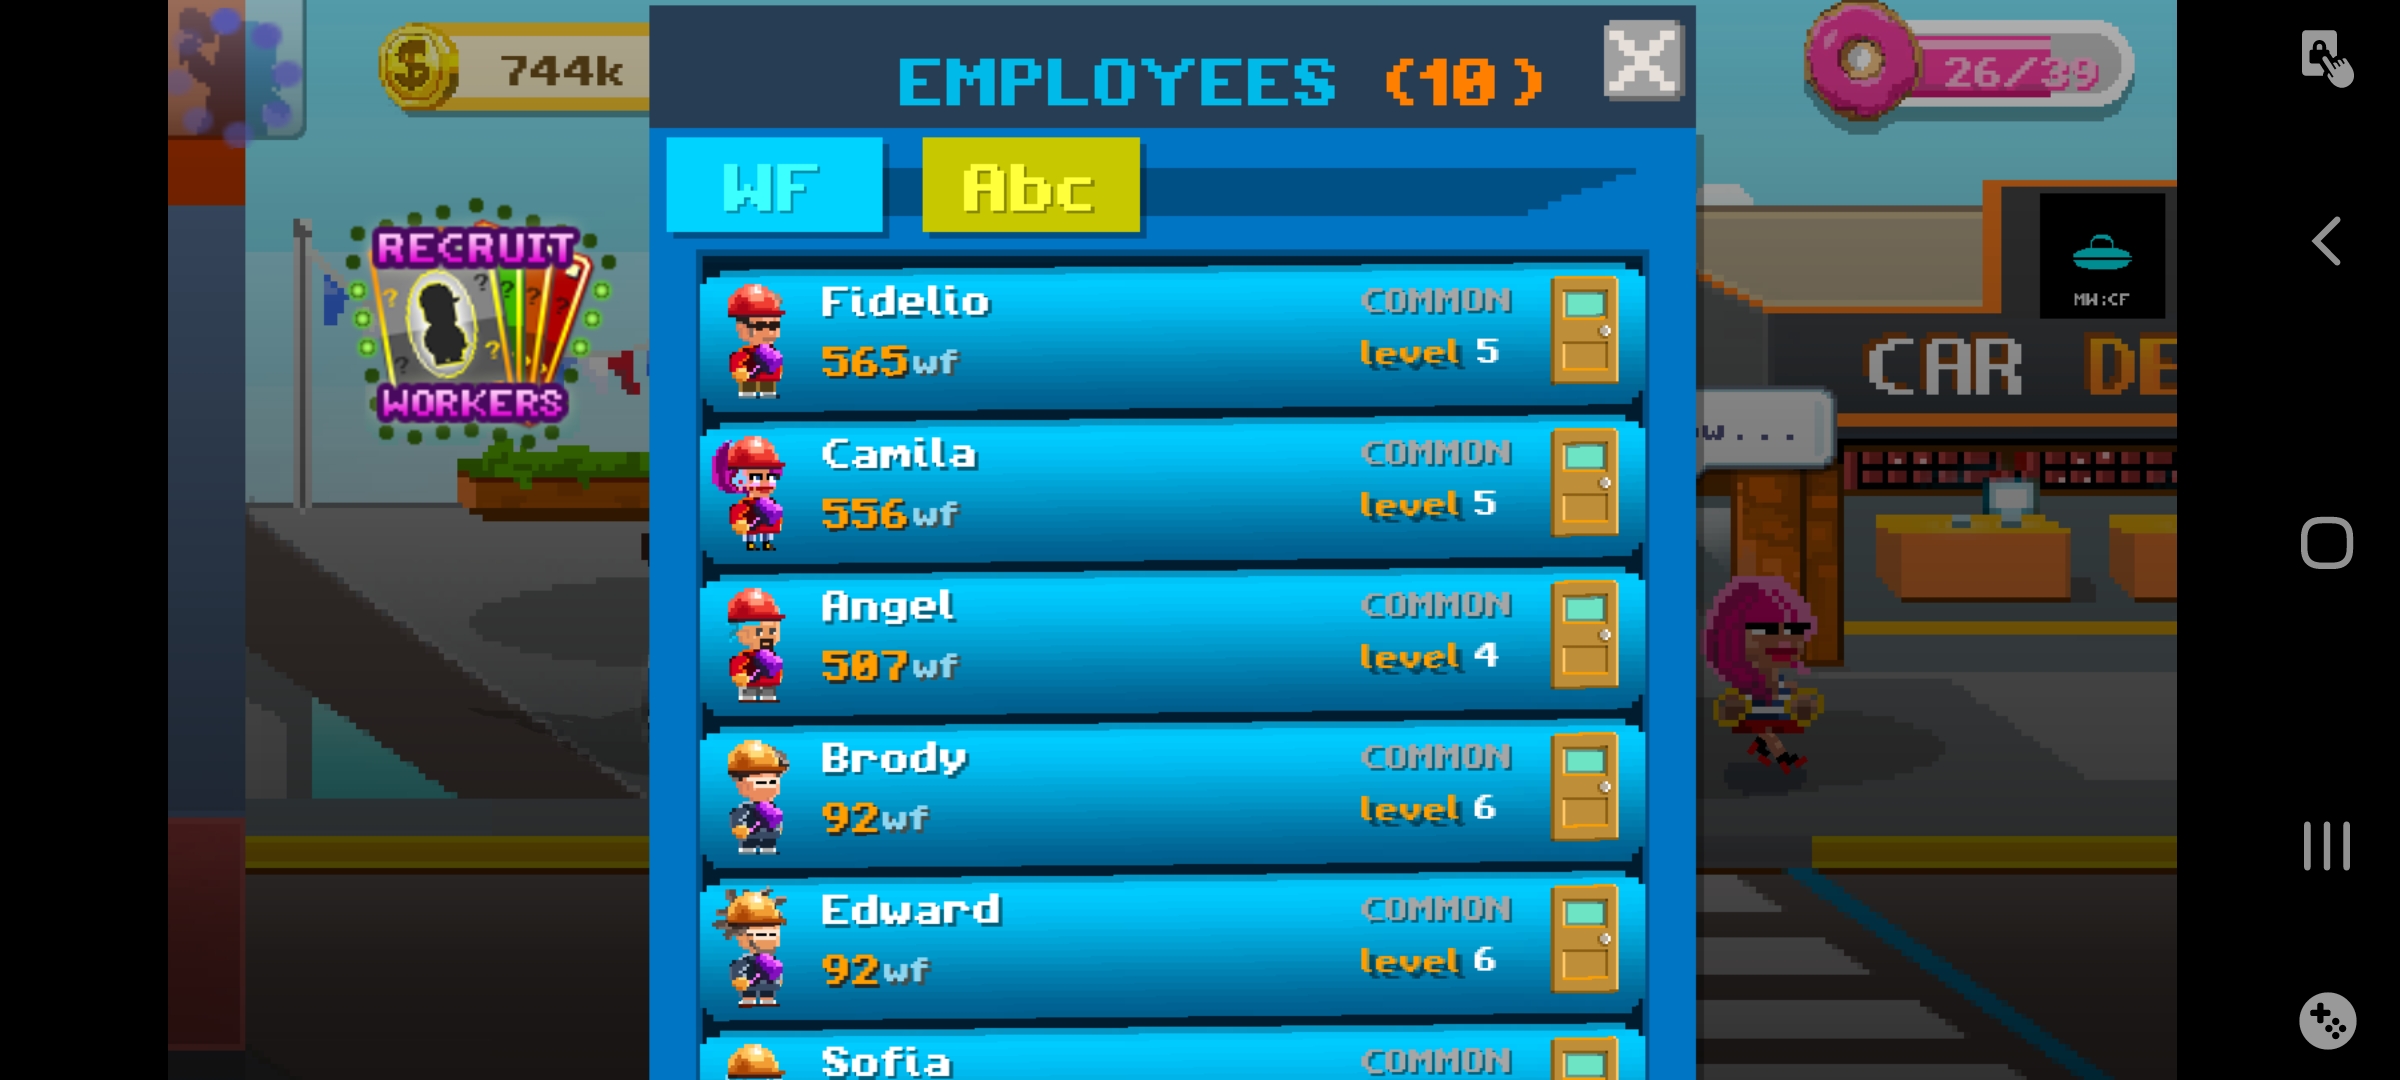 744k
EMPLOYEES (10)
26/39
WF Abc
RECRUIT
WORKERS
Fidelio COMMON
565wf level 5
Camila COMMON
556wf level 5
Angel COMMON
507wf level 4
Brody COMMON
92wf level 6
Edward COMMON
92wf level 6
Sofia COMMON
MW:CF
CAR DE
w...